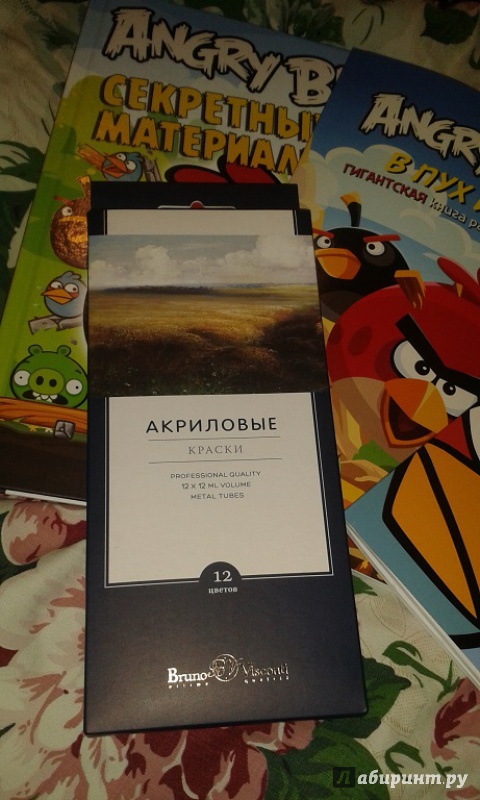 ANGRY
СЕКРЕТНЫ
МАТЕРИАЛ
ANGRY
В ПУХ
ГИГАНТСКАЯ книга ра
АКРИЛОВЫЕ
КРАСКИ
PROFESSIONAL QUALITY
12 X 12 ML VOLUME
METAL TUBES
12
цветов
Bruno Visconti
Лабиринт.ру